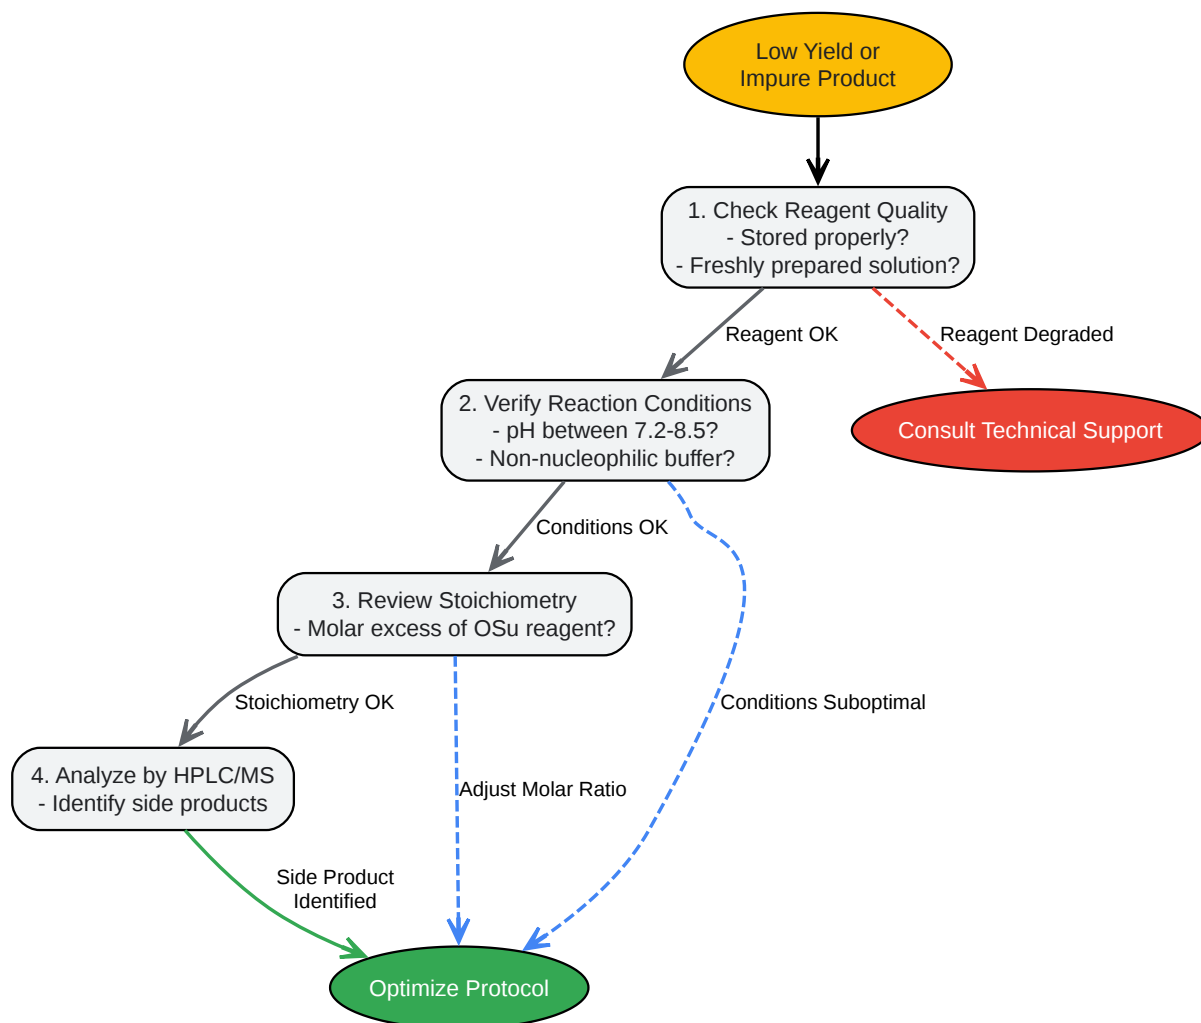 Low Yield or
Impure Product
1. Check Reagent Quality
- Stored properly?
- Freshly prepared solution?
Reagent OK
Reagent Degraded
2. Verify Reaction Conditions
- pH between 7.2-8.5?
- Non-nucleophilic buffer?
Consult Technical Support
Conditions OK
3. Review Stoichiometry
- Molar excess of OSu reagent?
Stoichiometry OK
Conditions Suboptimal
4. Analyze by HPLC/MS
- Identify side products
Adjust Molar Ratio
Side Product
Identified
Optimize Protocol